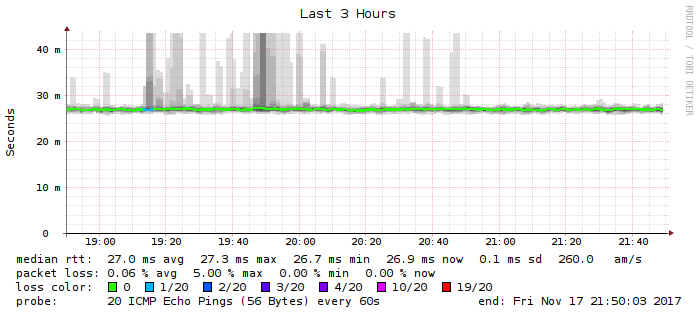 Last 3 Hours
RRDTOOL / TOBI OETIKER
Seconds
40 m
30 m
20 m
10 m
0
19:00 19:20 19:40 20:00 20:20 20:40 21:00 21:20 21:40
median rtt: 27.0 ms avg 27.3 ms max 26.7 ms min 26.9 ms now 0.1 ms sd 260.0 am/s
packet loss: 0.06 % avg 5.00 % max 0.00 % min 0.00 % now
loss color: 0 1/20 2/20 3/20 4/20 10/20 19/20
probe: 20 ICMP Echo Pings (56 Bytes) every 60s end: Fri Nov 17 21:50:03 2017